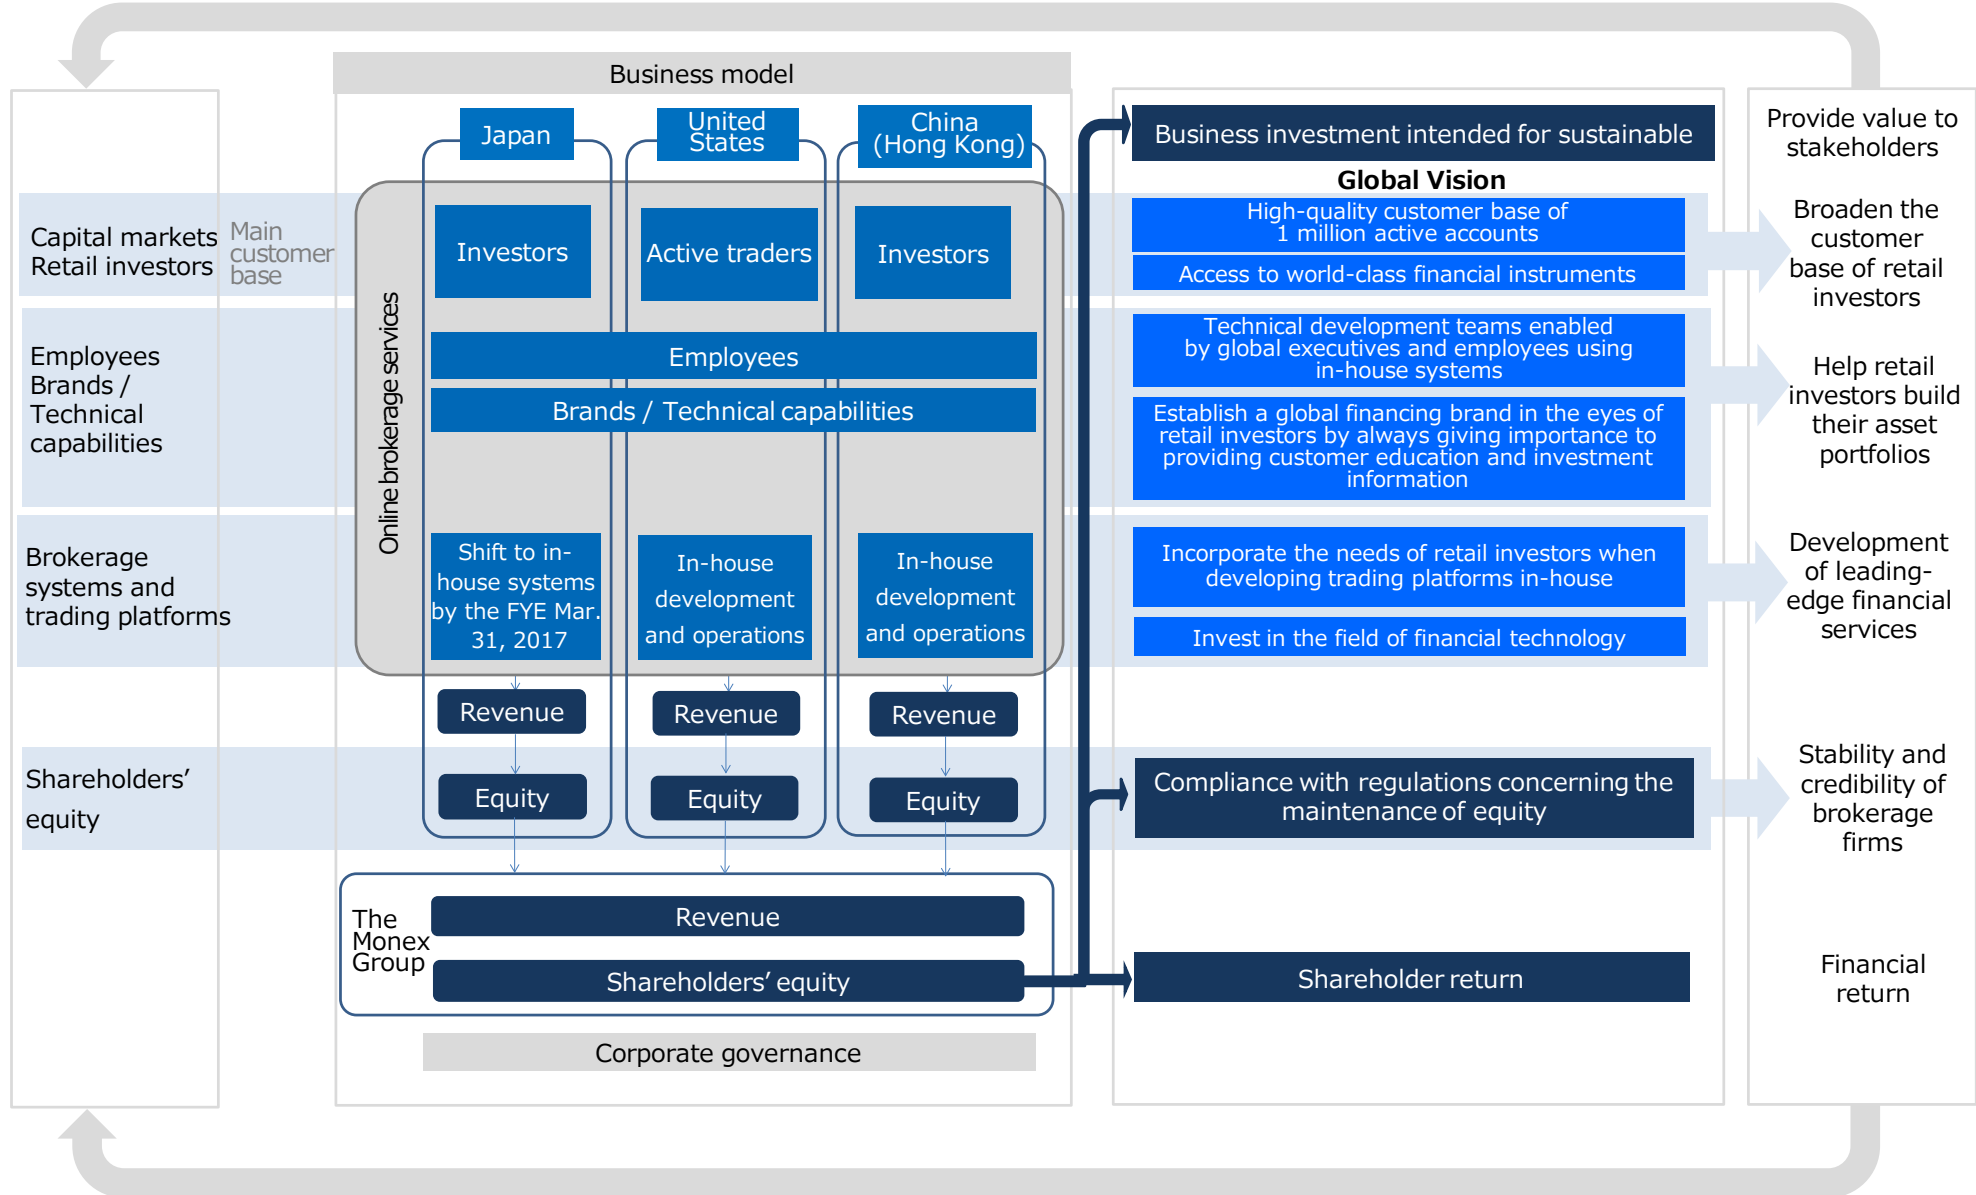 Business model
Japan
United
States
China
(Hong Kong)
Capital markets
Retail investors
Main
customer
base
Investors
Active traders
Investors
Online brokerage services
Employees
Brands /
Technical
capabilities
Employees
Brands / Technical capabilities
Brokerage
systems and
trading platforms
Shift to in-
house systems
by the FYE Mar.
31, 2017
In-house
development
and operations
In-house
development
and operations
Revenue
Revenue
Revenue
Shareholders’
equity
Equity
Equity
Equity
The
Monex
Group
Revenue
Shareholders’ equity
Corporate governance
Business investment intended for sustainable
Global Vision
High-quality customer base of
1 million active accounts
Access to world-class financial instruments
Technical development teams enabled
by global executives and employees using
in-house systems
Establish a global financing brand in the eyes of
retail investors by always giving importance to
providing customer education and investment
information
Incorporate the needs of retail investors when
developing trading platforms in-house
Invest in the field of financial technology
Compliance with regulations concerning the
maintenance of equity
Shareholder return
Provide value to
stakeholders
Broaden the
customer
base of retail
investors
Help retail
investors build
their asset
portfolios
Development
of leading-
edge financial
services
Stability and
credibility of
brokerage
firms
Financial
return